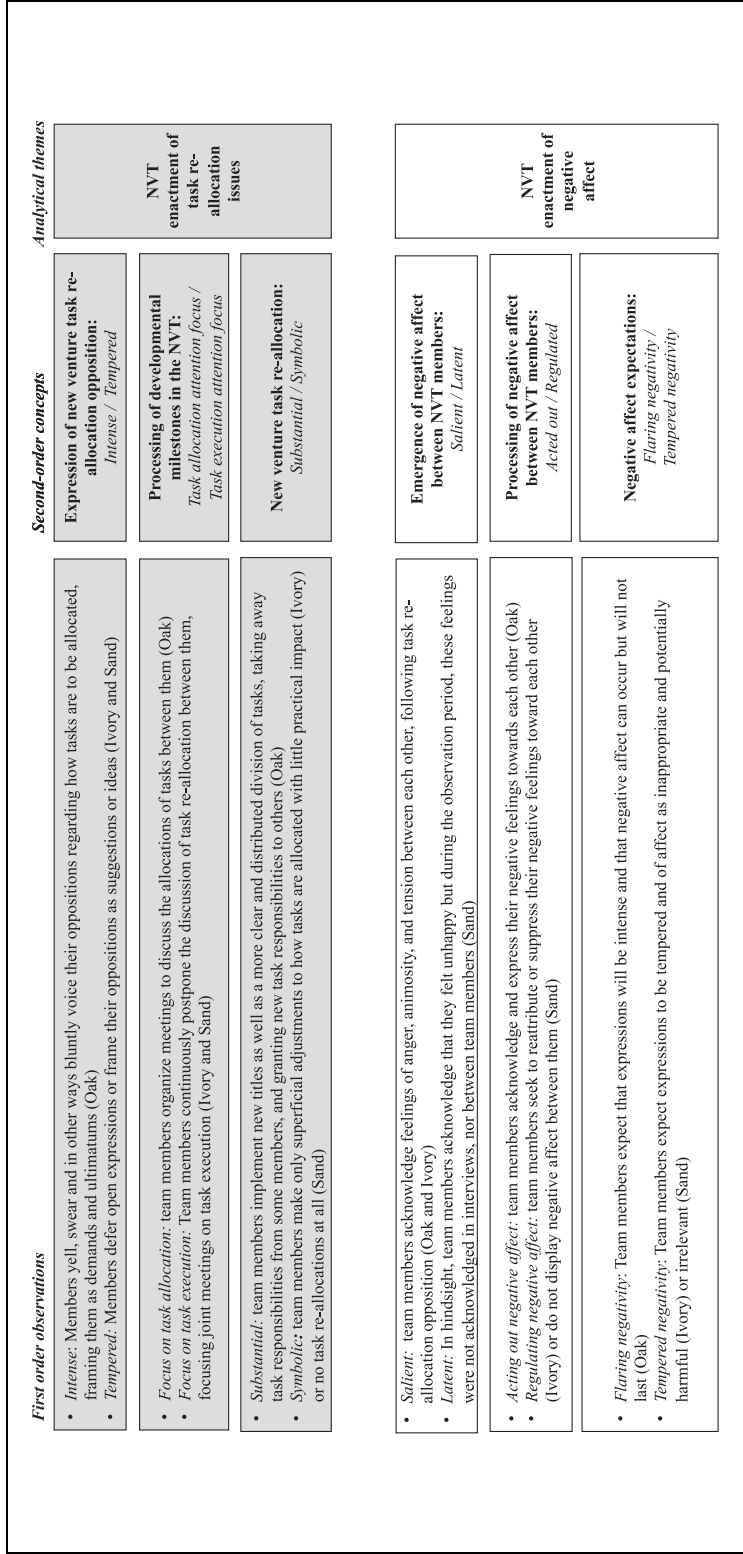 First order observations
Second-order concepts
Analytical themes
• Intense: Members yell, swear and in other ways bluntly voice their oppositions regarding how tasks are to be allocated,
framing them as demands and ultimatums (Oak)
• Tempered: Members defer open expressions or frame their oppositions as suggestions or ideas (Ivory and Sand)
Expression of new venture task re-
allocation opposition:
Intense / Tempered
NVT
enactment of
task re-
allocation
issues
• Focus on task allocation: team members organize meetings to discuss the allocations of tasks between them (Oak)
• Focus on task execution: Team members continuously postpone the discussion of task re-allocation between them,
focusing joint meetings on task execution (Ivory and Sand)
Processing of developmental
milestones in the NVT:
Task allocation attention focus /
Task execution attention focus
• Substantial: team members implement new titles as well as a more clear and distributed division of tasks, taking away
task responsibilities from some members, and granting new task responsibilities to others (Oak)
• Symbolic: team members make only superficial adjustments to how tasks are allocated with little practical impact (Ivory)
or no task re-allocations at all (Sand)
New venture task re-allocation:
Substantial / Symbolic
• Salient: team members acknowledge feelings of anger, animosity, and tension between each other, following task re-
allocation opposition (Oak and Ivory)
• Latent: In hindsight, team members acknowledge that they felt unhappy but during the observation period, these feelings
were not acknowledged in interviews, nor between team members (Sand)
Emergence of negative affect
between NVT members:
Salient / Latent
NVT
enactment of
negative
affect
• Acting out negative affect: team members acknowledge and express their negative feelings towards each other (Oak)
• Regulating negative affect: team members seek to reattribute or suppress their negative feelings toward each other
(Ivory) or do not display negative affect between them (Sand)
Processing of negative affect
between NVT members:
Acted out / Regulated
• Flaring negativity: Team members expect that expressions will be intense and that negative affect can occur but will not
last (Oak)
• Tempered negativity: Team members expect expressions to be tempered and of affect as inappropriate and potentially
harmful (Ivory) or irrelevant (Sand)
Negative affect expectations:
Flaring negativity /
Tempered negativity